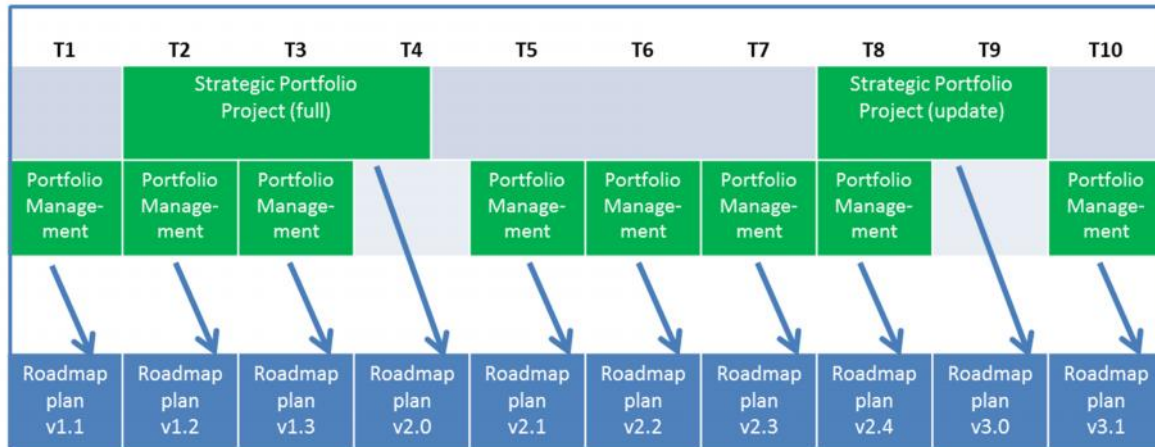 T1 T2 T3 T4 T5 T6 T7 T8 T9 T10
Strategic Portfolio
Project (full)
Strategic Portfolio
Project (update)
Portfolio
Manage-
ment
Portfolio
Manage-
ment
Portfolio
Manage-
ment
Portfolio
Manage-
ment
Portfolio
Manage-
ment
Portfolio
Manage-
ment
Portfolio
Manage-
ment
Portfolio
Manage-
ment
Roadmap
plan
v1.1
Roadmap
plan
v1.2
Roadmap
plan
v1.3
Roadmap
plan
v2.0
Roadmap
plan
v2.1
Roadmap
plan
v2.2
Roadmap
plan
v2.3
Roadmap
plan
v2.4
Roadmap
plan
v3.0
Roadmap
plan
v3.1